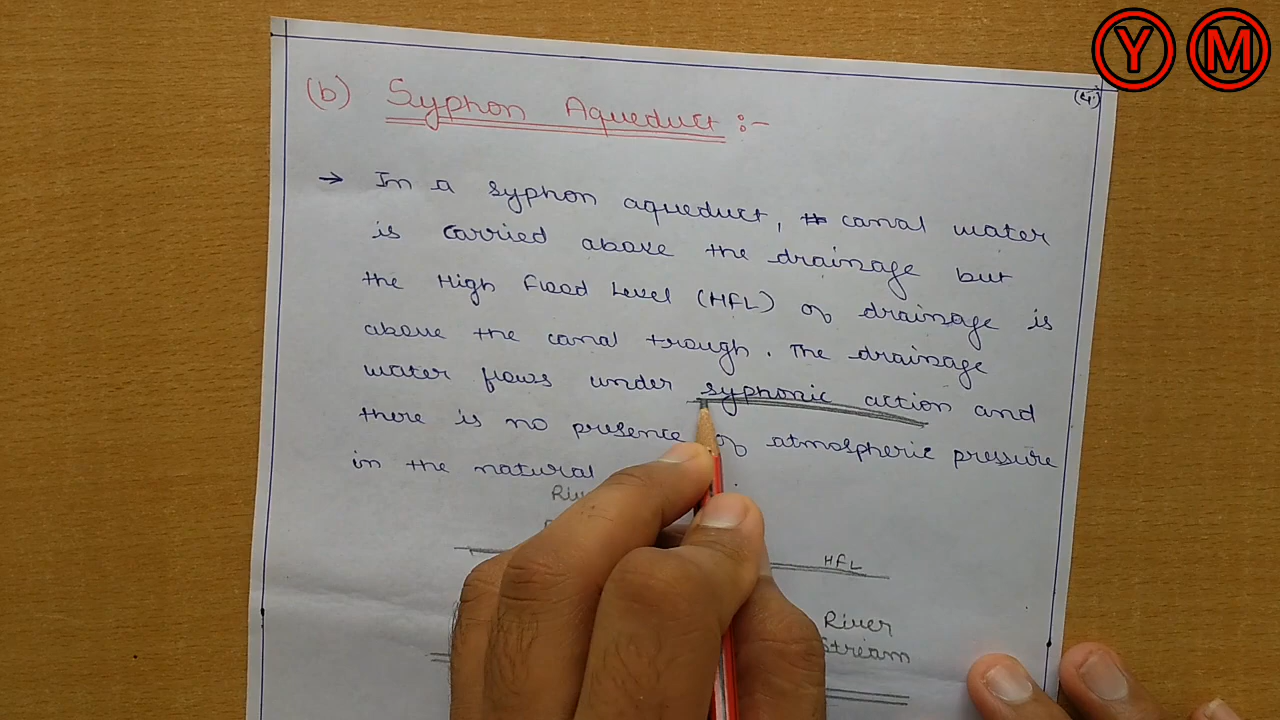 Y M
(b) Syphon Aqueduct :-
→ In a syphon aqueduct, canal water
is carried above the drainage but
the High Flood Level (HFL) of drainage is
above the canal trough. The drainage
water flows under syphonic action and
there is no presence of atmospheric pressure
in the natural
HFL
River
Stream